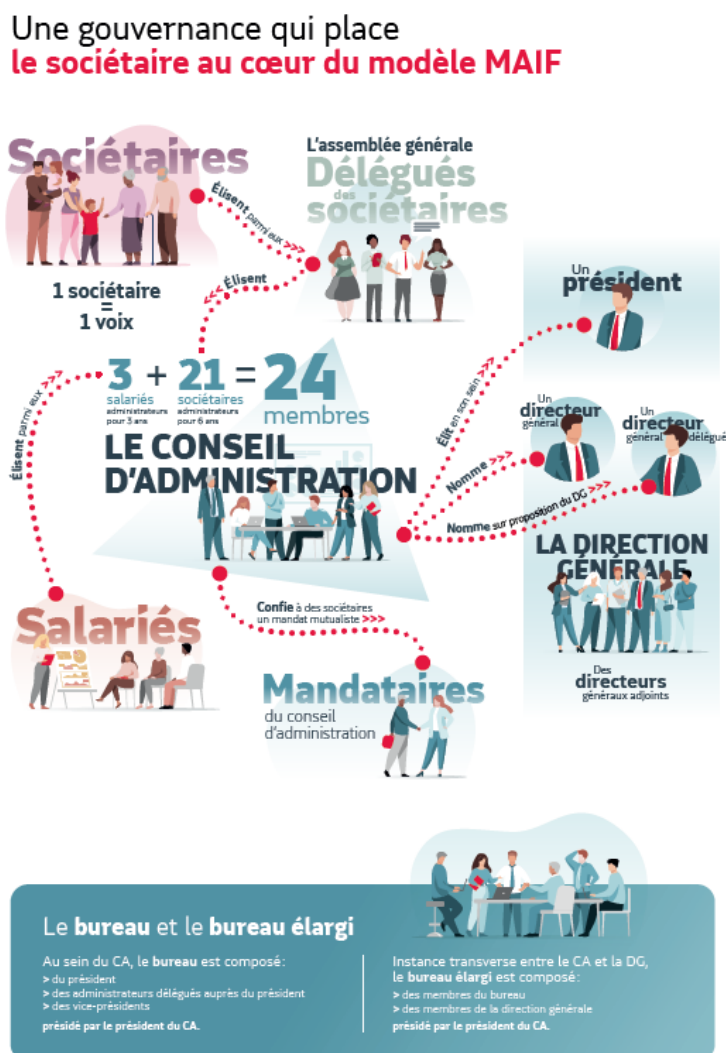 Une gouvernance qui place
le sociétaire au cœur du modèle MAIF
Sociétaires
1 sociétaire
=
1 voix
Élisent parmi eux >>>
L'assemblée générale
Délégués
des
sociétaires
<<< Élisent
3 + 21 = 24
salariés
administrateurs
pour 3 ans
sociétaires
administrateurs
pour 6 ans
membres
LE CONSEIL
D'ADMINISTRATION
Élisent parmi eux >>>
Salariés
Élit en son sein >>>
Un
président
Nomme >>>
Un
directeur
général
Nomme sur proposition du DG >>>
Un
directeur
général délégué
LA DIRECTION
GÉNÉRALE
Des
directeurs
généraux adjoints
Confie à des sociétaires
un mandat mutualiste >>>
Mandataires
du conseil
d'administration
Le bureau et le bureau élargi
Au sein du CA, le bureau est composé :
> du président
> des administrateurs délégués auprès du président
> des vice-présidents
présidé par le président du CA.
Instance transverse entre le CA et la DG,
le bureau élargi est composé :
> des membres du bureau
> des membres de la direction générale
présidé par le président du CA.